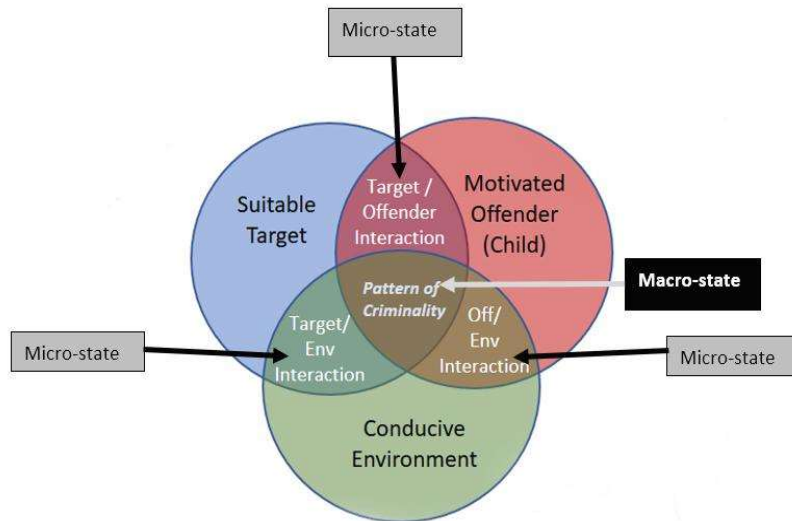 Micro-state
Target /
Offender
Interaction
Suitable
Target
Motivated
Offender
(Child)
Pattern of
Criminality
Macro-state
Micro-state
Target/
Env
Interaction
Off/
Env
Interaction
Micro-state
Conducive
Environment